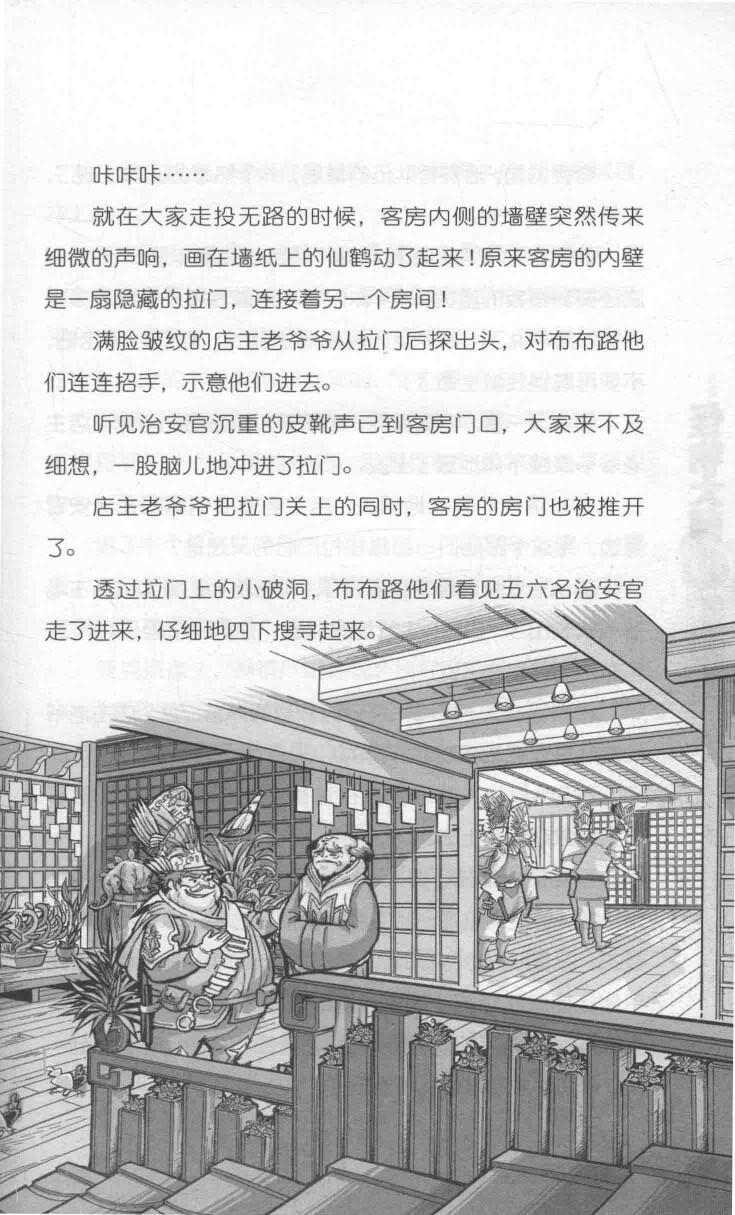 咔咔咔……
就在大家走投无路的时候，客房内侧的墙壁突然传来
细微的声响，画在墙纸上的仙鹤动了起来！原来客房的内壁
是一扇隐藏的拉门，连接着另一个房间！
满脸皱纹的店主老爷爷从拉门后探出头，对布布路他
们连连招手，示意他们进去。
听见治安官沉重的皮靴声已到客房门口，大家来不及
细想，一股脑儿地冲进了拉门。
店主老爷爷把拉门关上的同时，客房的房门也被推开
了。
透过拉门上的小破洞，布布路他们看见五六名治安官
走了进来，仔细地四下搜寻起来。